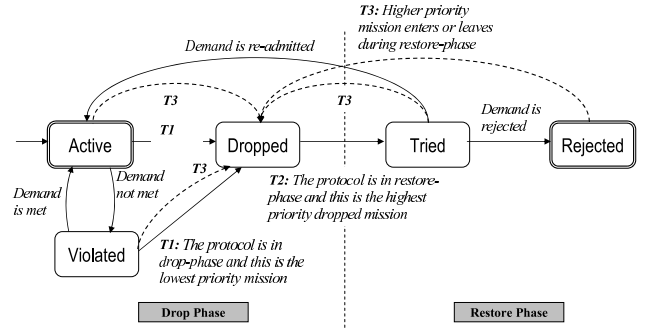 T3: Higher priority
mission enters or leaves
during restore-phase
Demand is re-admitted
T3
T3
T1
Demand is
rejected
Active
Dropped
Tried
Rejected
T3
Demand
is met
Demand
not met
T2: The protocol is in restore-
phase and this is the highest
priority dropped mission
Violated
T1: The protocol is in
drop-phase and this is the
lowest priority mission
Drop Phase
Restore Phase